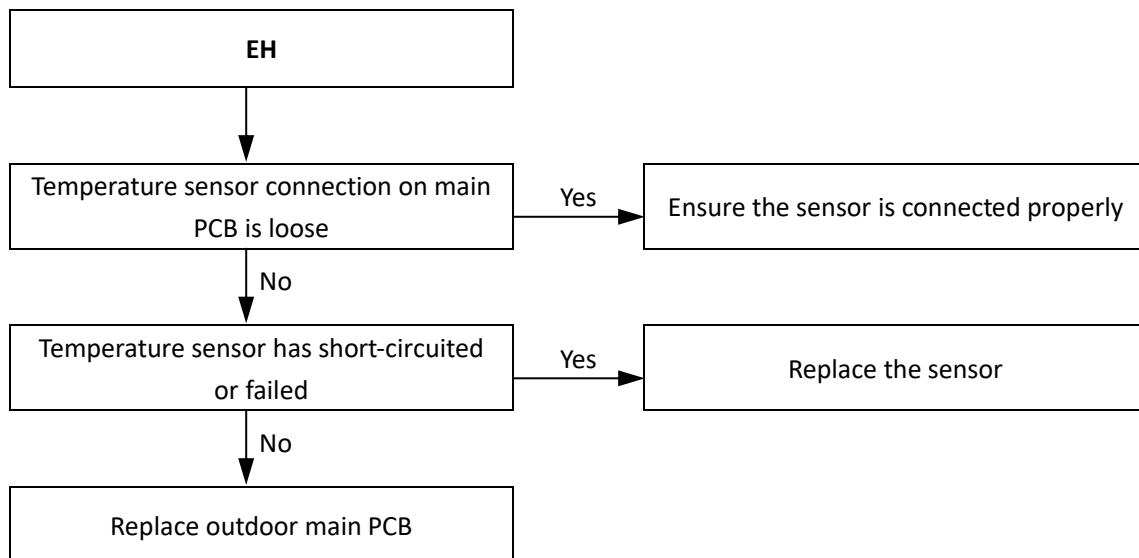 EH
Temperature sensor connection on main
PCB is loose
Yes
Ensure the sensor is connected properly
No
Temperature sensor has short-circuited
or failed
Yes
Replace the sensor
No
Replace outdoor main PCB